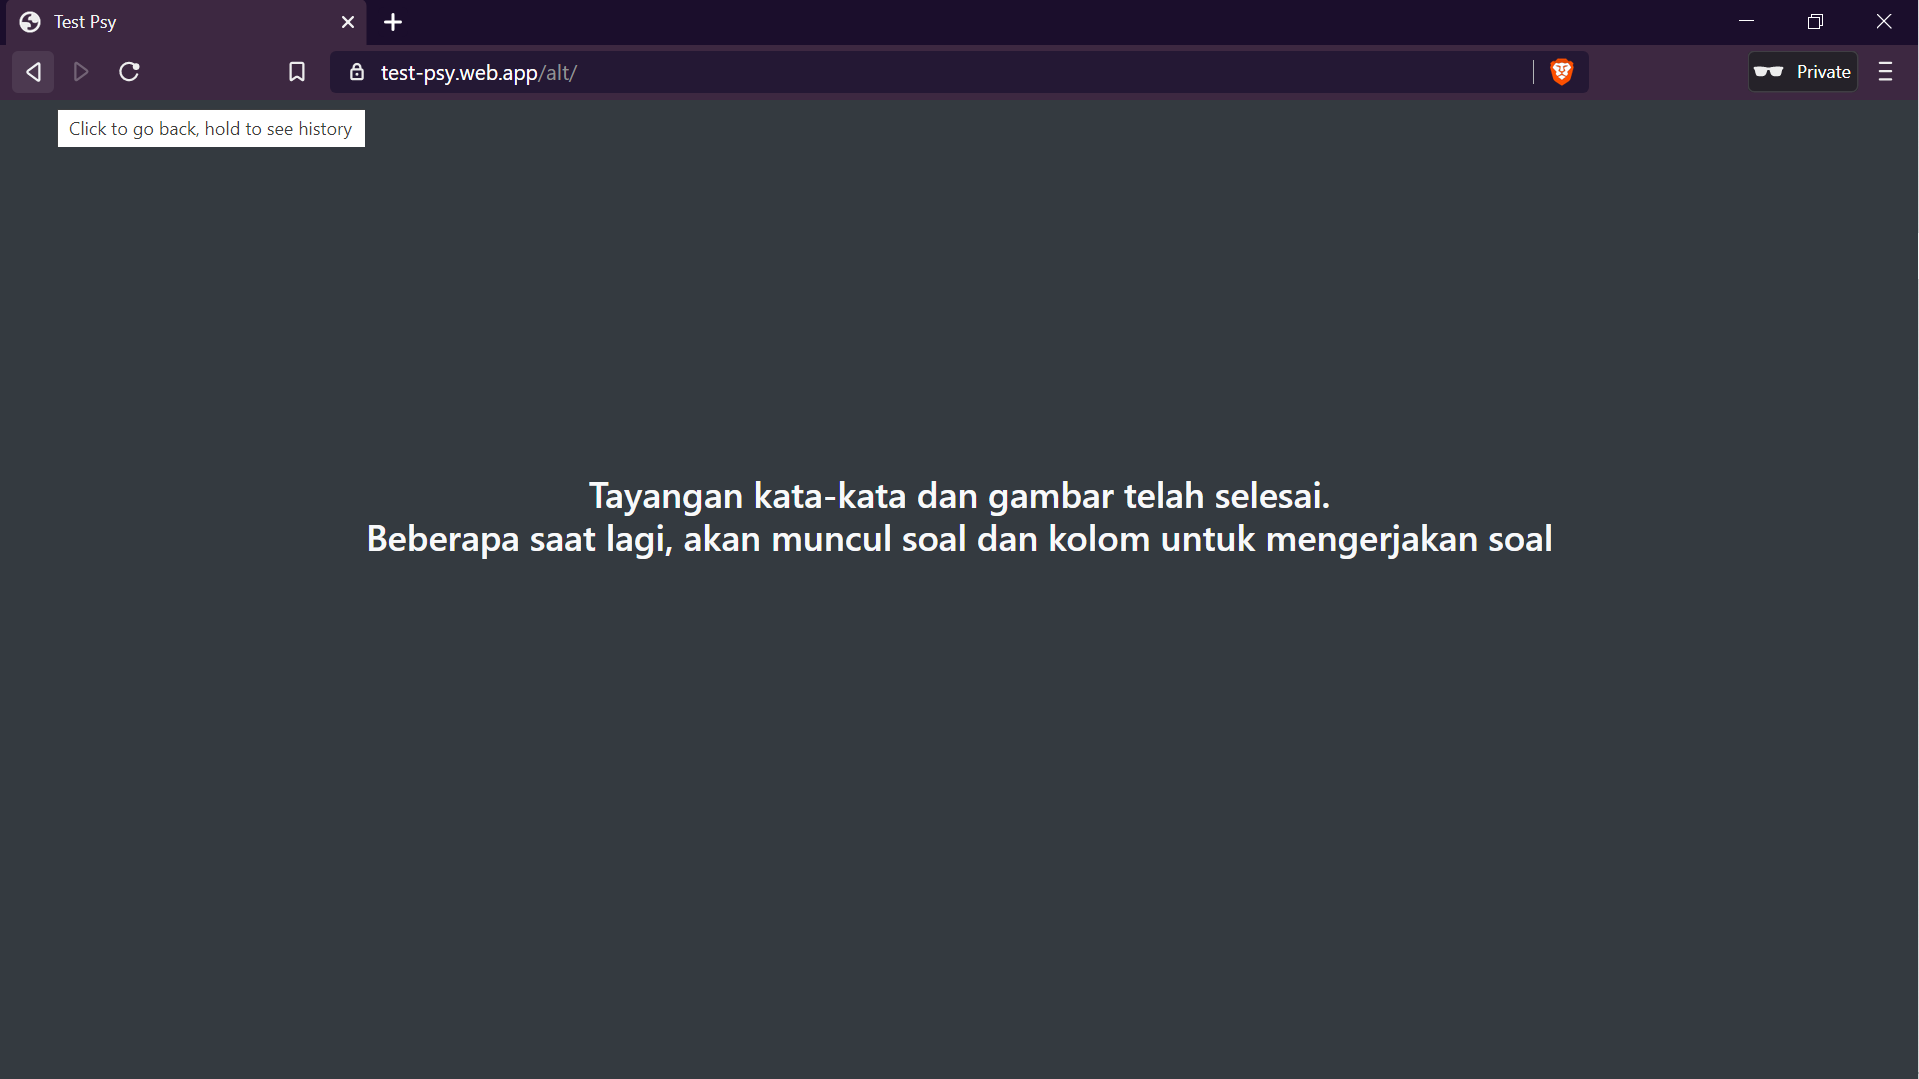 Test Psy
test-psy.web.app/alt/
Private
Click to go back, hold to see history
Tayangan kata-kata dan gambar telah selesai.
Beberapa saat lagi, akan muncul soal dan kolom untuk mengerjakan soal